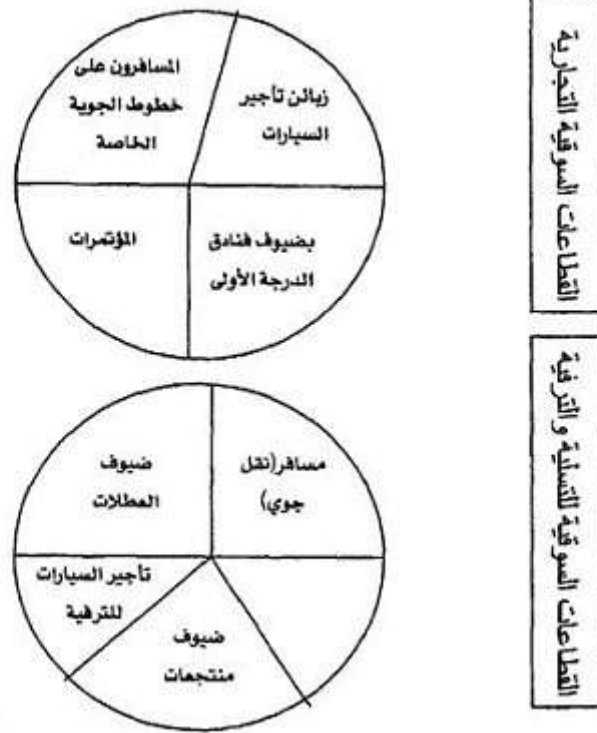 القطاعات السوقية التجارية
زبائن تأجير
السيارات
المسافرون على
خطوط الجوية
الخاصة
بضيوف فنادق
الدرجة الأولى
المؤتمرات
القطاعات السوقية للتسلية والترفية
مسافر(نقل
جوي)
ضيوف
العطلات
تأجير السيارات
للترفية
ضيوف
منتجعات